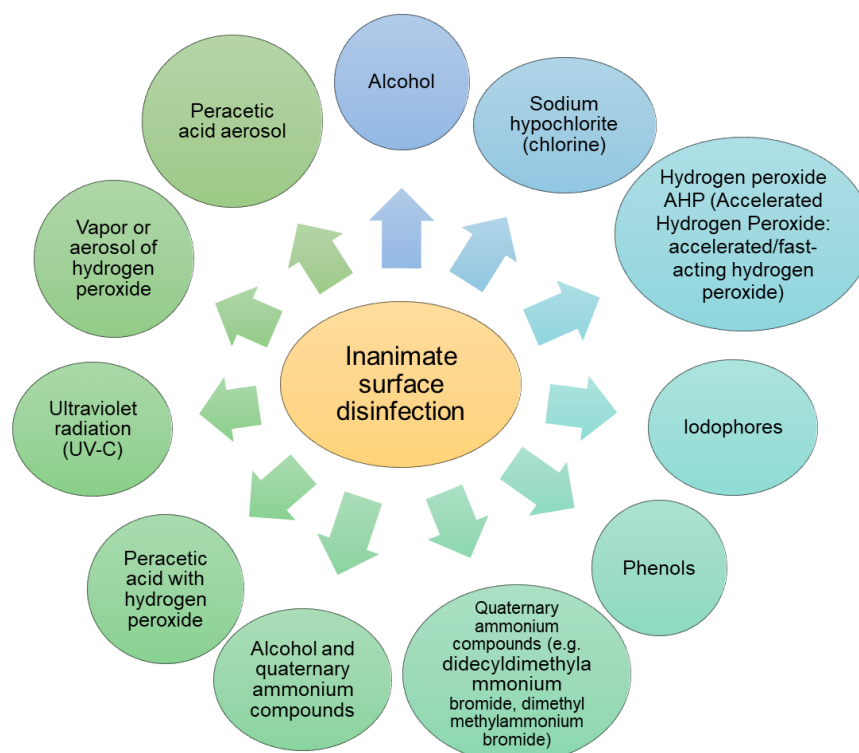 Alcohol
Sodium
hypochlorite
(chlorine)
Hydrogen peroxide
AHP (Accelerated
Hydrogen Peroxide:
accelerated/fast-
acting hydrogen
peroxide)
Iodophores
Phenols
Quaternary
ammonium
compounds (e.g.
didecyldimethyla
mmonium
bromide, dimethyl
methylammonium
bromide)
Alcohol and
quaternary
ammonium
compounds
Peracetic
acid with
hydrogen
peroxide
Ultraviolet
radiation
(UV-C)
Vapor or
aerosol of
hydrogen
peroxide
Peracetic
acid aerosol
Inanimate
surface
disinfection